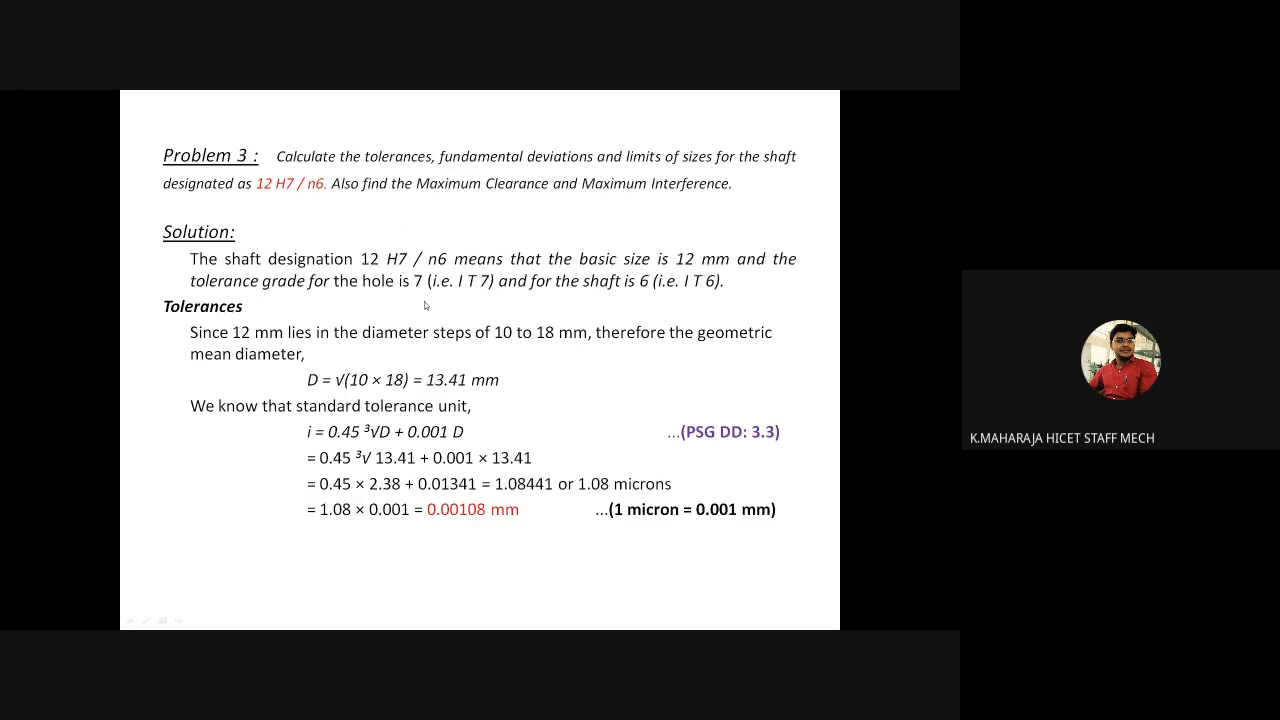 Problem 3 : Calculate the tolerances, fundamental deviations and limits of sizes for the shaft
designated as 12 H7 / n6. Also find the Maximum Clearance and Maximum Interference.
Solution:
The shaft designation 12 H7 / n6 means that the basic size is 12 mm and the
tolerance grade for the hole is 7 (i.e. I T 7) and for the shaft is 6 (i.e. I T 6).
Tolerances
Since 12 mm lies in the diameter steps of 10 to 18 mm, therefore the geometric
mean diameter,
D = √(10 × 18) = 13.41 mm
We know that standard tolerance unit,
i = 0.45 ³√D + 0.001 D ...(PSG DD: 3.3)
= 0.45 ³√ 13.41 + 0.001 × 13.41
= 0.45 × 2.38 + 0.01341 = 1.08441 or 1.08 microns
= 1.08 × 0.001 = 0.00108 mm ...(1 micron = 0.001 mm)
K.MAHARAJA HICET STAFF MECH